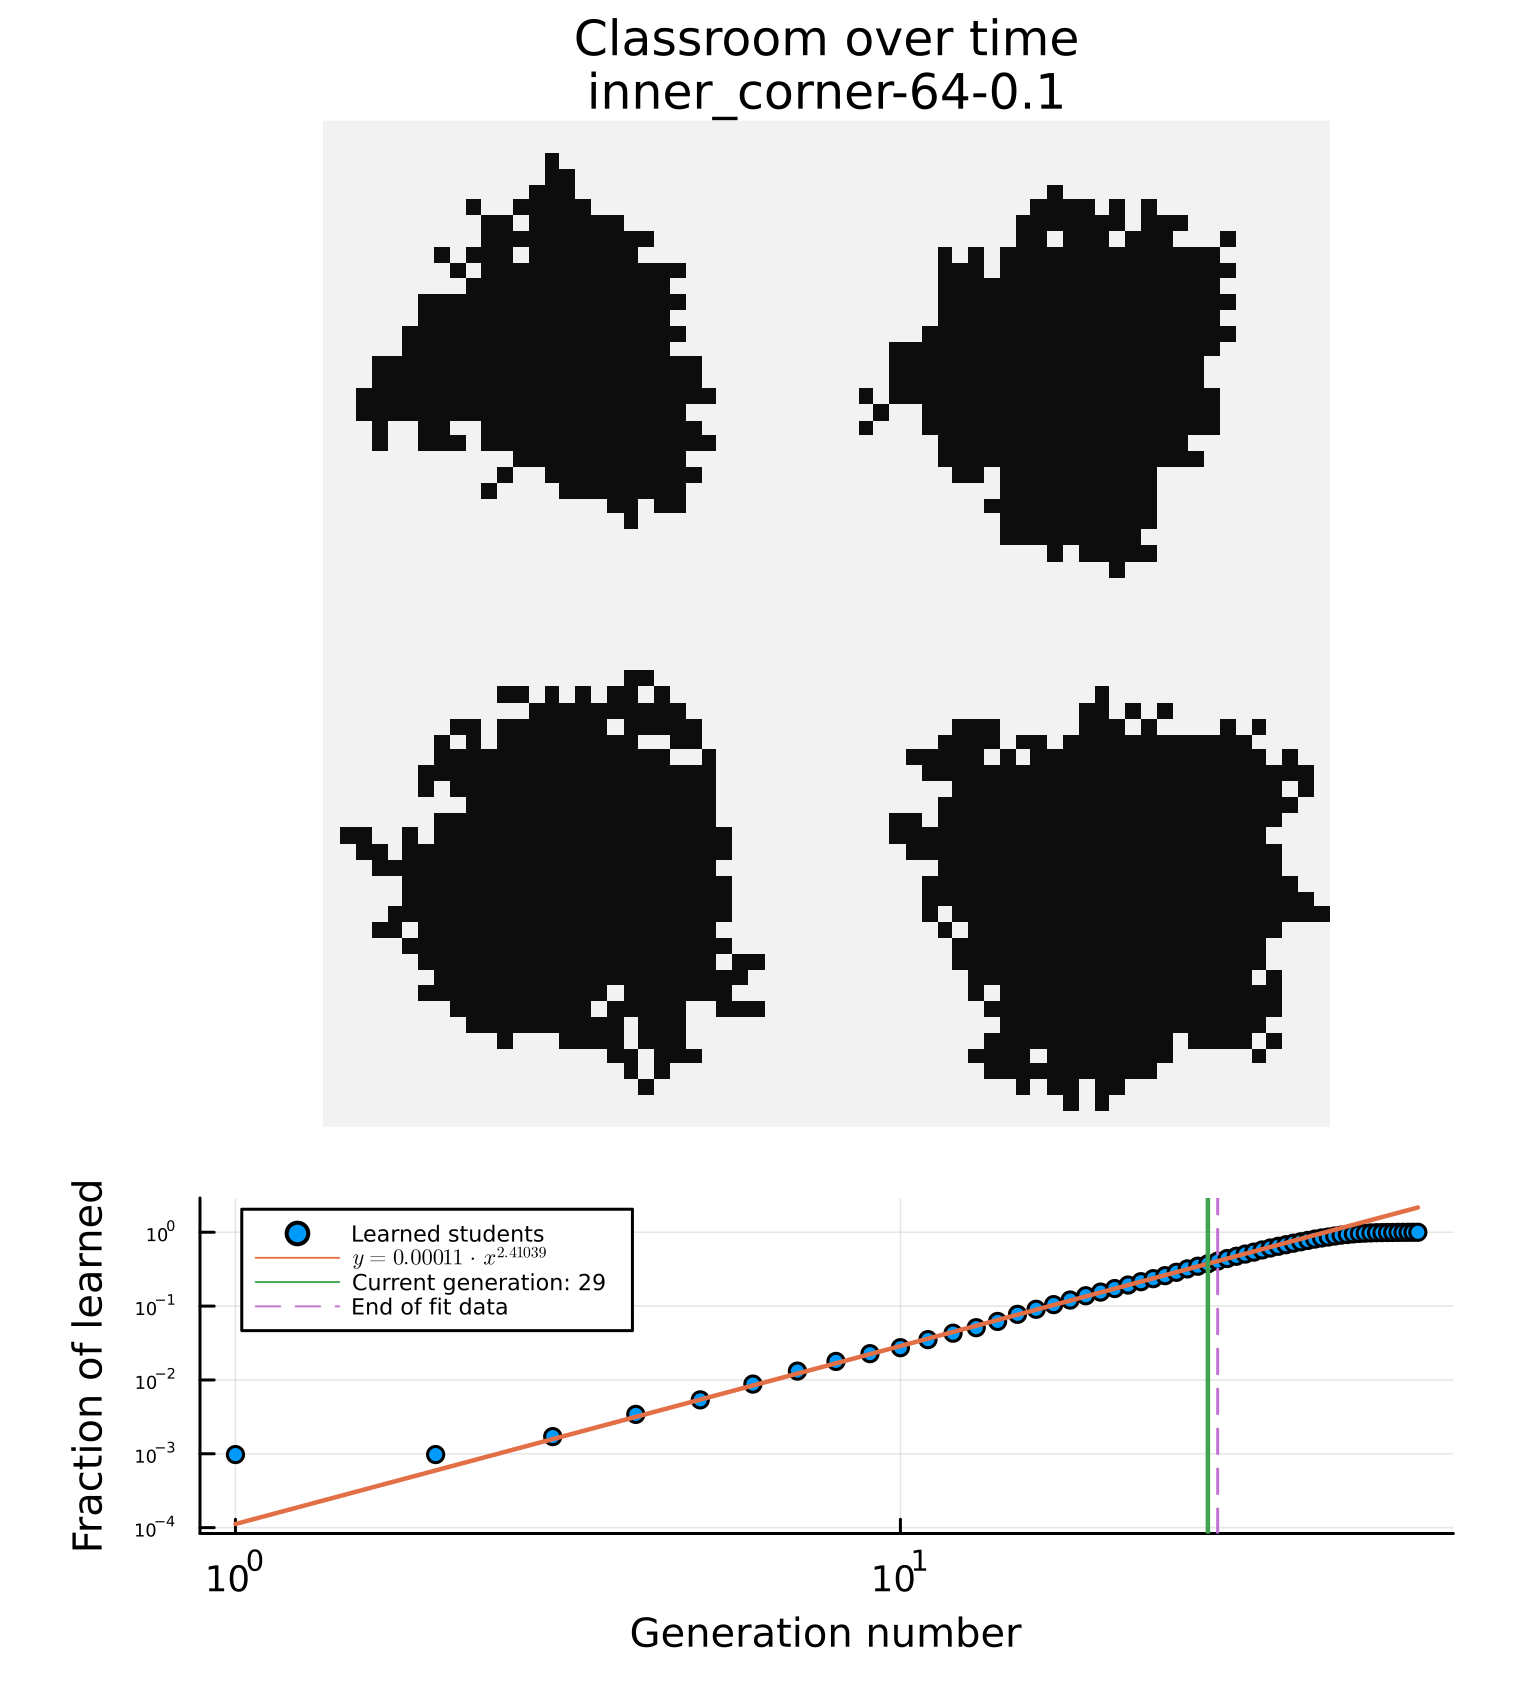 Classroom over time
inner_corner-64-0.1
Fraction of learned
10^0
10^-1
10^-2
10^-3
10^-4
Learned students
y = 0.00011 · x^2.41039
Current generation: 29
End of fit data
10^0
10^1
Generation number